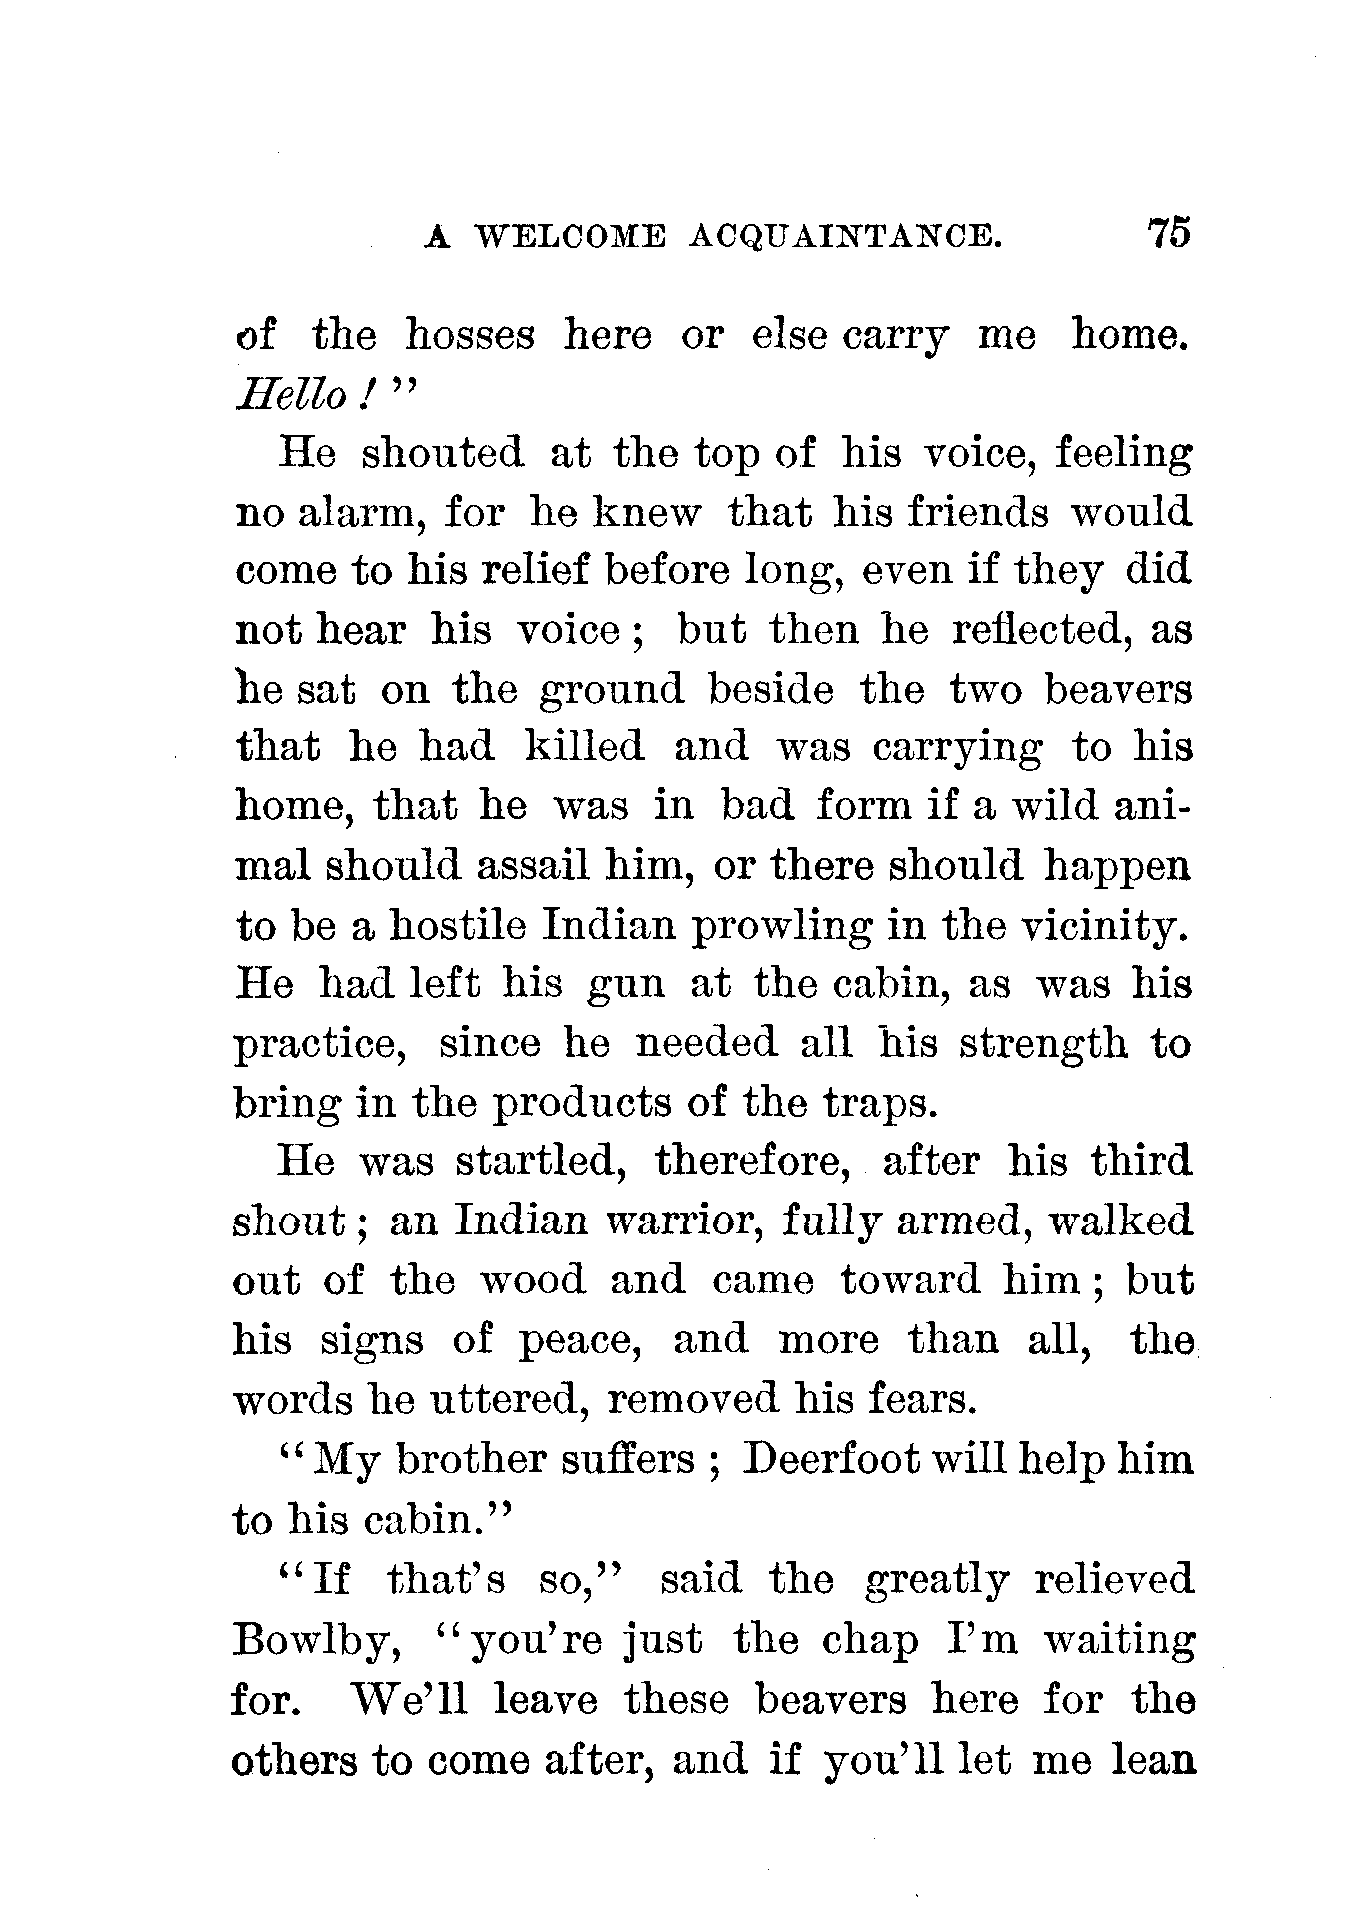 A WELCOME ACQUAINTANCE. 75
of the hosses here or else carry me home.
Hello ! ”
He shouted at the top of his voice, feeling
no alarm, for he knew that his friends would
come to his relief before long, even if they did
not hear his voice ; but then he reflected, as
he sat on the ground beside the two beavers
that he had killed and was carrying to his
home, that he was in bad form if a wild ani-
mal should assail him, or there should happen
to be a hostile Indian prowling in the vicinity.
He had left his gun at the cabin, as was his
practice, since he needed all his strength to
bring in the products of the traps.
He was startled, therefore, after his third
shout ; an Indian warrior, fully armed, walked
out of the wood and came toward him ; but
his signs of peace, and more than all, the
words he uttered, removed his fears.
“ My brother suffers ; Deerfoot will help him
to his cabin.”
“ If that’s so,” said the greatly relieved
Bowlby, “ you’re just the chap I’m waiting
for. We’ll leave these beavers here for the
others to come after, and if you’ll let me lean